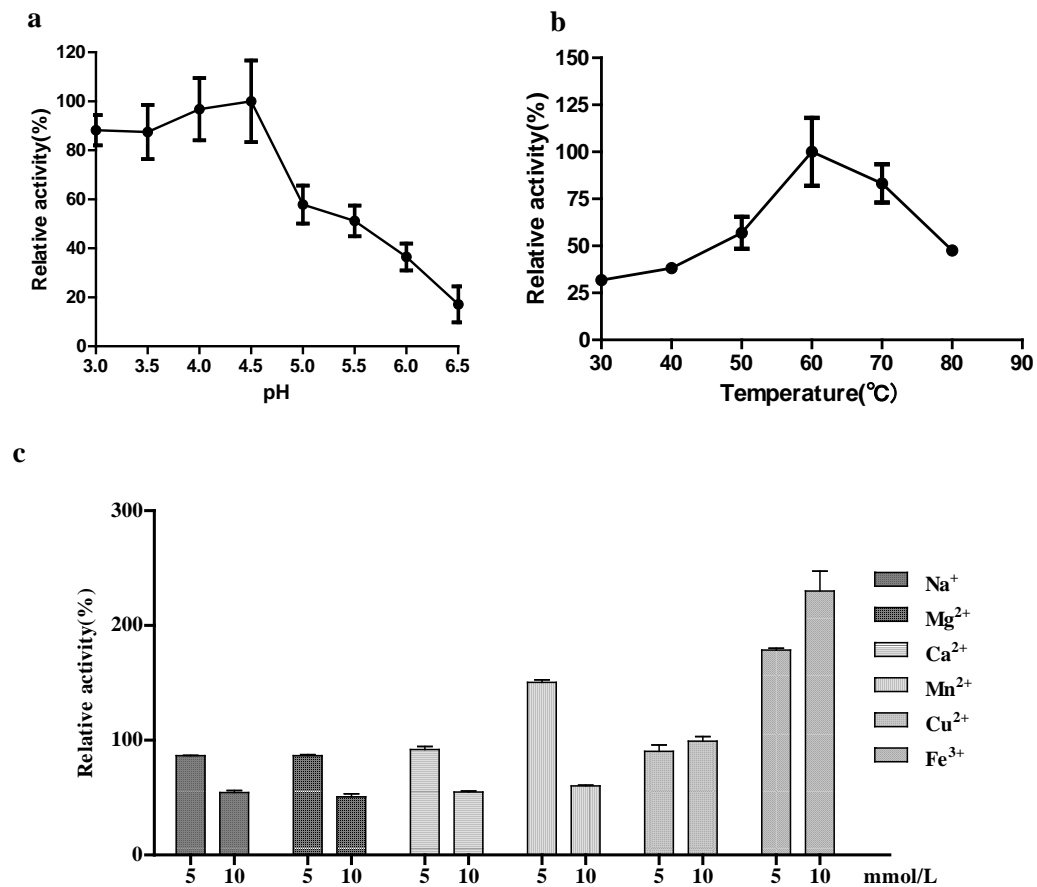 a
120
100
80
60
40
20
0
Relative activity(%)
3.0 3.5 4.0 4.5 5.0 5.5 6.0 6.5
pH
b
150
125
100
75
50
25
0
Relative activity(%)
30 40 50 60 70 80 90
Temperature(℃)
c
300
200
100
0
Relative activity(%)
5 10 5 10 5 10 5 10 5 10 5 10 mmol/L
Na⁺
Mg²⁺
Ca²⁺
Mn²⁺
Cu²⁺
Fe³⁺